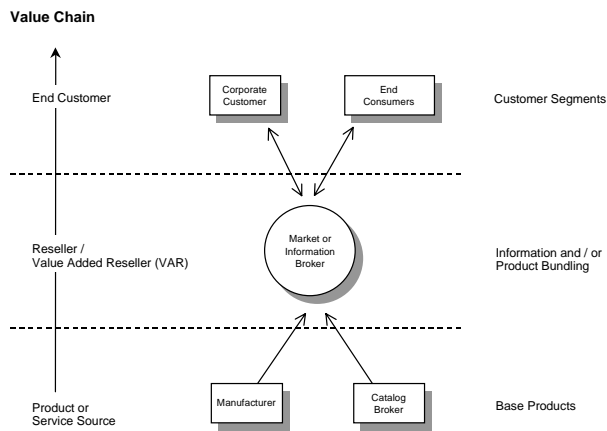 Value Chain
End Customer
Corporate
Customer
End
Consumers
Customer Segments
Reseller /
Value Added Reseller (VAR)
Market or
Information
Broker
Information and / or
Product Bundling
Product or
Service Source
Manufacturer
Catalog
Broker
Base Products